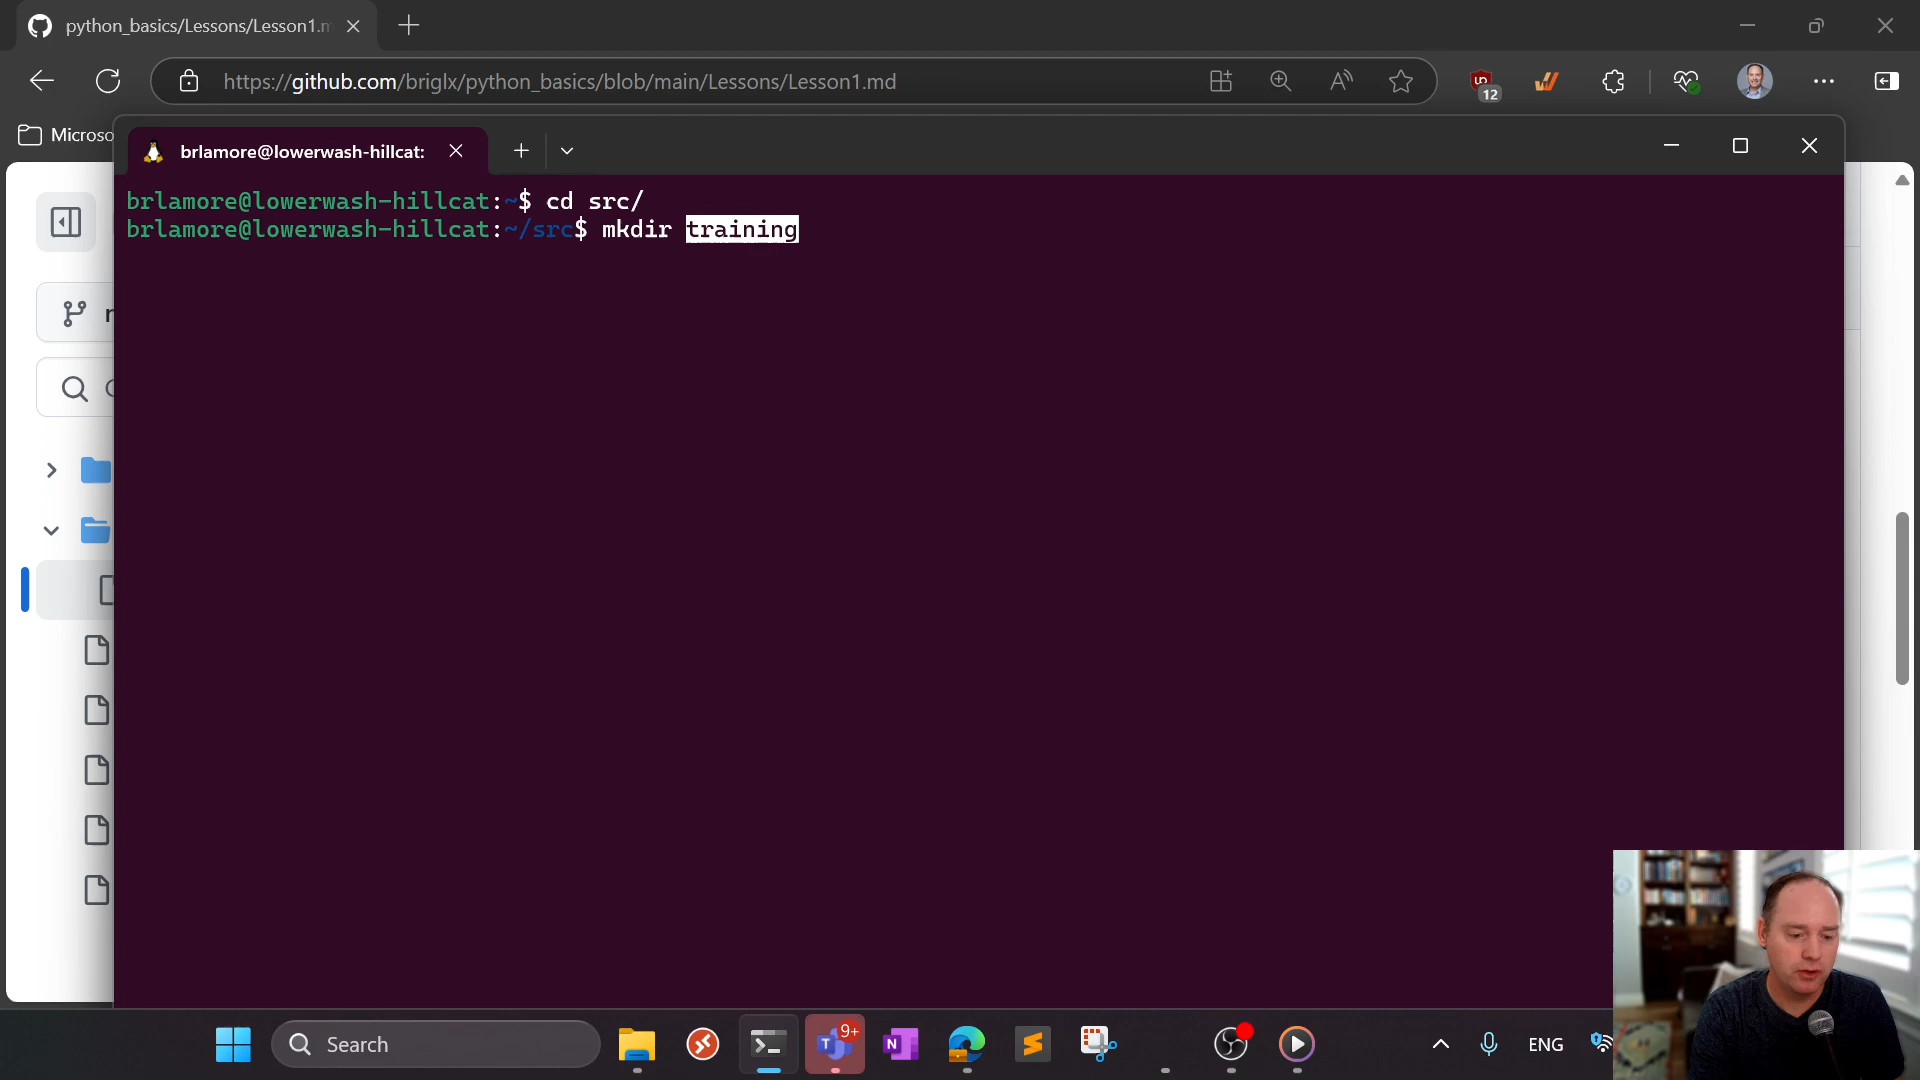 python_basics/Lessons/Lesson1.m
https://github.com/briglx/python_basics/blob/main/Lessons/Lesson1.md
12
Microso
brlamore@lowerwash-hillcat:
brlamore@lowerwash-hillcat:~$ cd src/
brlamore@lowerwash-hillcat:~/src$ mkdir training
Search
9+
ENG